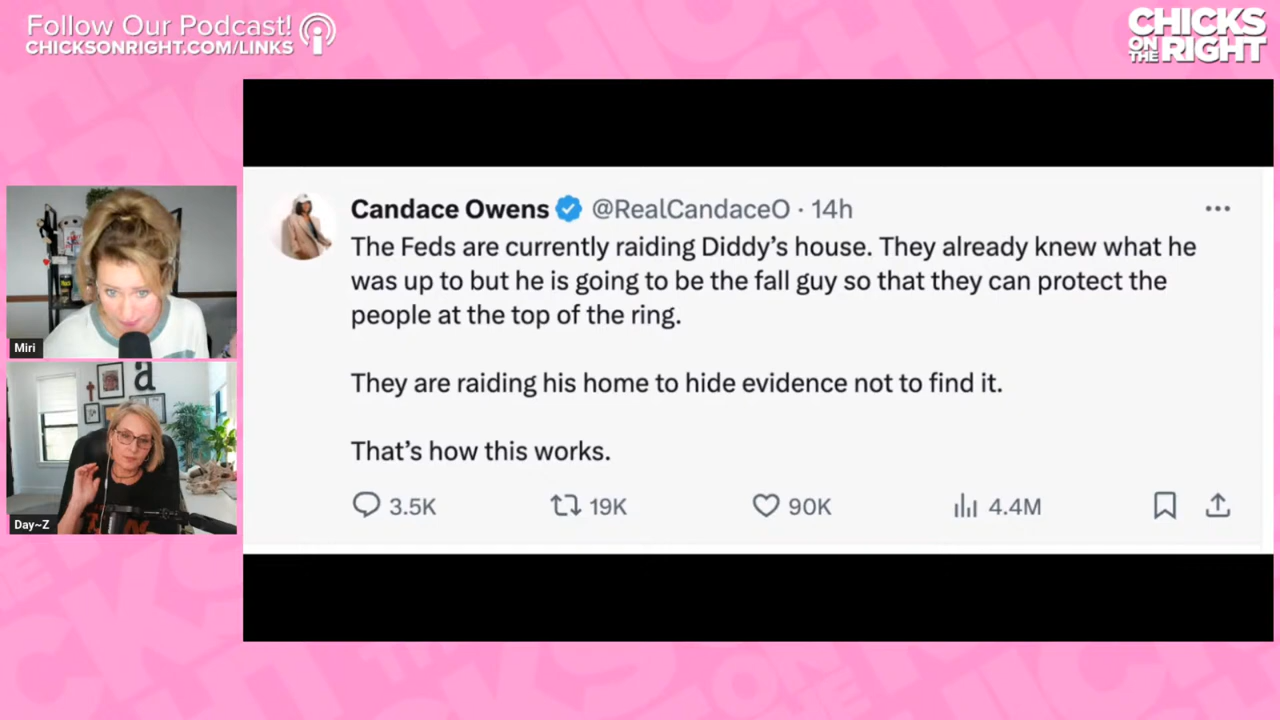 Follow Our Podcast!
CHICKSONRIGHT.COM/LINKS
CHICKS
ON THE RIGHT
Candace Owens @RealCandaceO · 14h
The Feds are currently raiding Diddy's house. They already knew what he
was up to but he is going to be the fall guy so that they can protect the
people at the top of the ring.
They are raiding his home to hide evidence not to find it.
That's how this works.
3.5K 19K 90K 4.4M
Miri
a
Day~Z